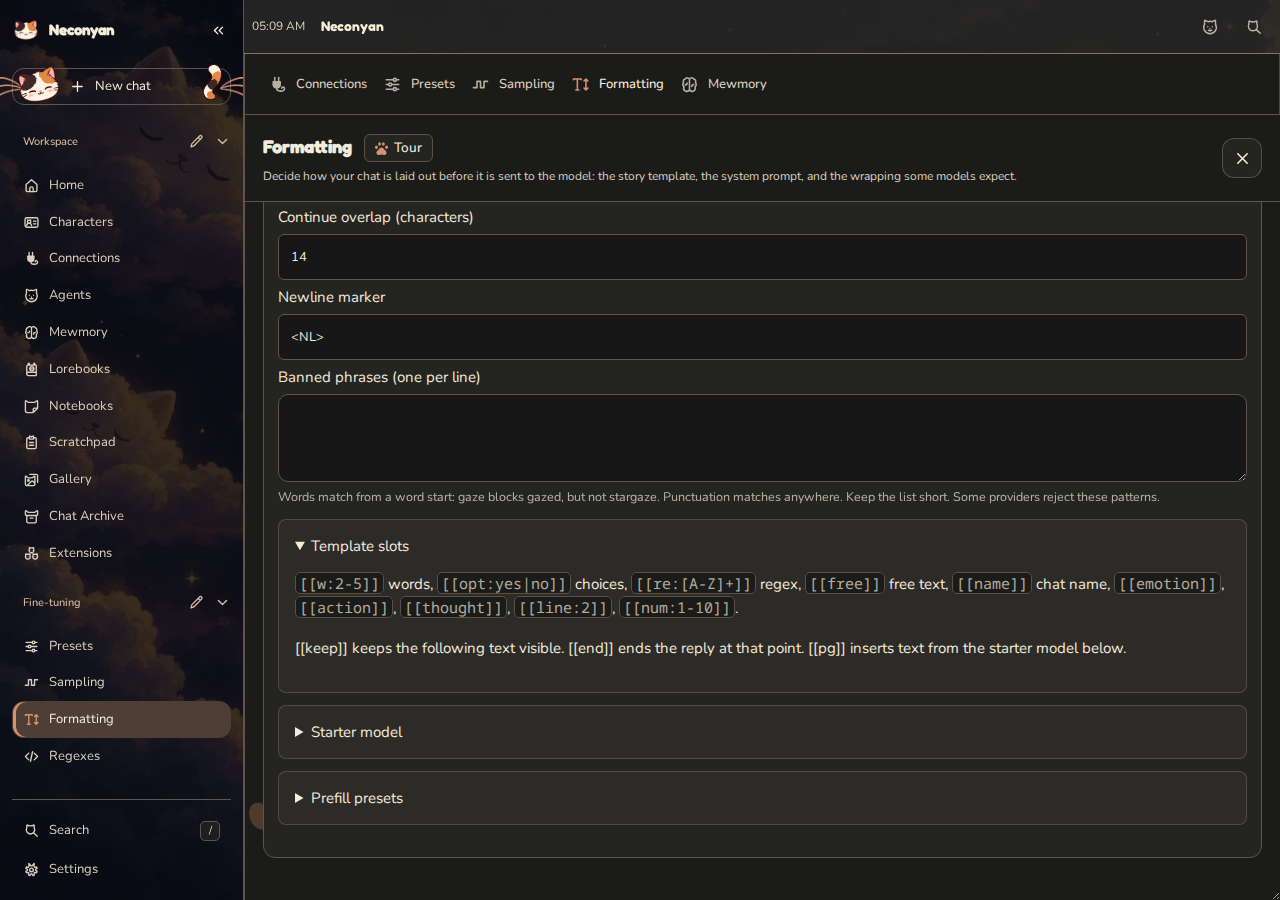 Neconyan
New chat
Workspace
Home
Characters
Connections
Agents
Mewmory
Lorebooks
Notebooks
Scratchpad
Gallery
Chat Archive
Extensions
Fine-tuning
Presets
Sampling
Formatting
Regexes
Search /
Settings
05:09 AM Neconyan
Connections Presets Sampling Formatting Mewmory
Formatting Tour
Decide how your chat is laid out before it is sent to the model: the story template, the system prompt, and the wrapping some models expect.
Continue overlap (characters)
14
Newline marker
<NL>
Banned phrases (one per line)
Words match from a word start: gaze blocks gazed, but not stargaze. Punctuation matches anywhere. Keep the list short. Some providers reject these patterns.
Template slots
[[w:2-5]] words, [[opt:yes|no]] choices, [[re:[A-Z]+]] regex, [[free]] free text, [[name]] chat name, [[emotion]],
[[action]], [[thought]], [[line:2]], [[num:1-10]].
[[keep]] keeps the following text visible. [[end]] ends the reply at that point. [[pg]] inserts text from the starter model below.
Starter model
Prefill presets